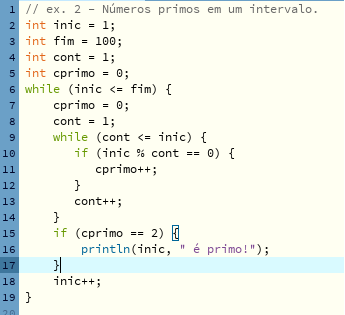 1 // ex. 2 – Números primos em um intervalo.
2 int inic = 1;
3 int fim = 100;
4 int cont = 1;
5 int cprimo = 0;
6 while (inic <= fim) {
7 cprimo = 0;
8 cont = 1;
9 while (cont <= inic) {
10 if (inic % cont == 0) {
11 cprimo++;
12 }
13 cont++;
14 }
15 if (cprimo == 2) {
16 println(inic, " é primo!");
17 }
18 inic++;
19 }
20